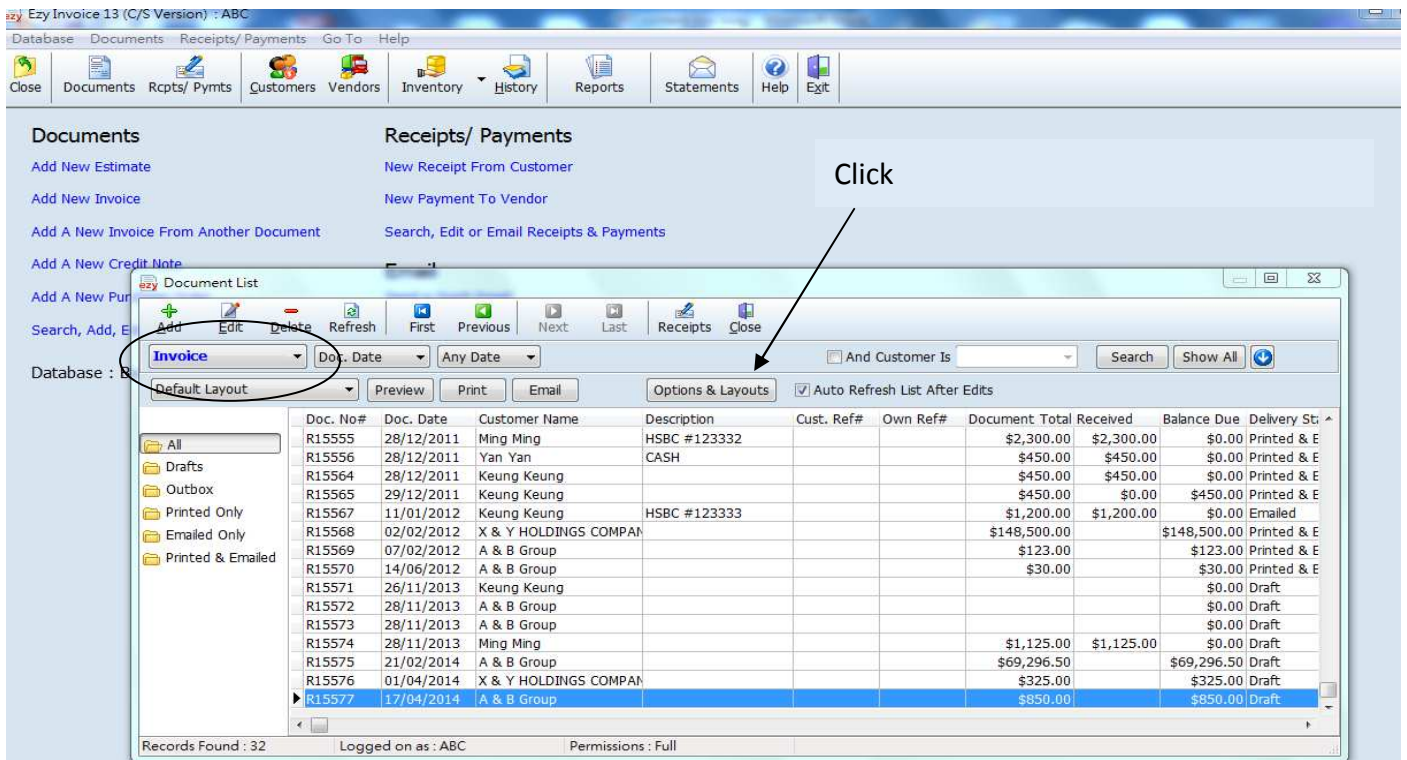 ezy Ezy Invoice 13 (C/S Version) : ABC
Database Documents Receipts/ Payments Go To Help
Close Documents Rcpts/ Pymts Customers Vendors Inventory History Reports Statements Help Exit
Documents Receipts/ Payments
Add New Estimate New Receipt From Customer
Click
Add New Invoice New Payment To Vendor
Add A New Invoice From Another Document Search, Edit or Email Receipts & Payments
Add A New Credit Note
ezy Document List
Add A New Pur
Add Edit Delete Refresh First Previous Next Last Receipts Close
Search, Add, E
Invoice Doc. Date Any Date And Customer Is Search Show All
Database : B
Default Layout Preview Print Email Options & Layouts Auto Refresh List After Edits
Doc. No# Doc. Date Customer Name Description Cust. Ref# Own Ref# Document Total Received Balance Due Delivery Sta
All
Drafts
Outbox
Printed Only
Emailed Only
Printed & Emailed
R15555 28/12/2011 Ming Ming HSBC #123332 $2,300.00 $2,300.00 $0.00 Printed & E
R15556 28/12/2011 Yan Yan CASH $450.00 $450.00 $0.00 Printed & E
R15564 28/12/2011 Keung Keung $450.00 $450.00 $0.00 Printed & E
R15565 29/12/2011 Keung Keung $450.00 $0.00 $450.00 Printed & E
R15567 11/01/2012 Keung Keung HSBC #123333 $1,200.00 $1,200.00 $0.00 Emailed
R15568 02/02/2012 X & Y HOLDINGS COMPAN $148,500.00 $148,500.00 Printed & E
R15569 07/02/2012 A & B Group $123.00 $123.00 Printed & E
R15570 14/06/2012 A & B Group $30.00 $30.00 Printed & E
R15571 26/11/2013 Keung Keung $0.00 Draft
R15572 28/11/2013 A & B Group $0.00 Draft
R15573 28/11/2013 A & B Group $0.00 Draft
R15574 28/11/2013 Ming Ming $1,125.00 $1,125.00 $0.00 Draft
R15575 21/02/2014 A & B Group $69,296.50 $69,296.50 Draft
R15576 01/04/2014 X & Y HOLDINGS COMPAN $325.00 $325.00 Draft
R15577 17/04/2014 A & B Group $850.00 $850.00 Draft
Records Found : 32 Logged on as : ABC Permissions : Full